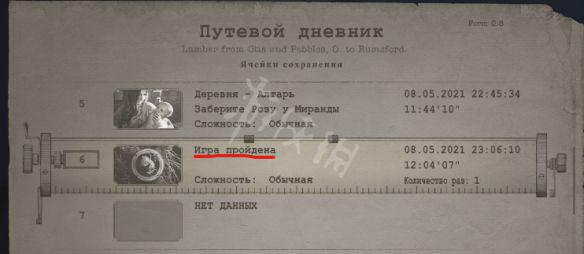 Form 2.8
Путевой дневник
Lumber from Gtis and Pebbles, O. to Rumsford.
Ячейки сохранения
5
Деревня - Алтарь
08.05.2021 22:45:34
Заберите Розу у Миранды
11:44'10"
Сложность: Обычная
6
Игра пройдена
08.05.2021 23:06:10
12:04'07"
Сложность: Обычная
Количество раз: 1
7
НЕТ ДАННЫХ